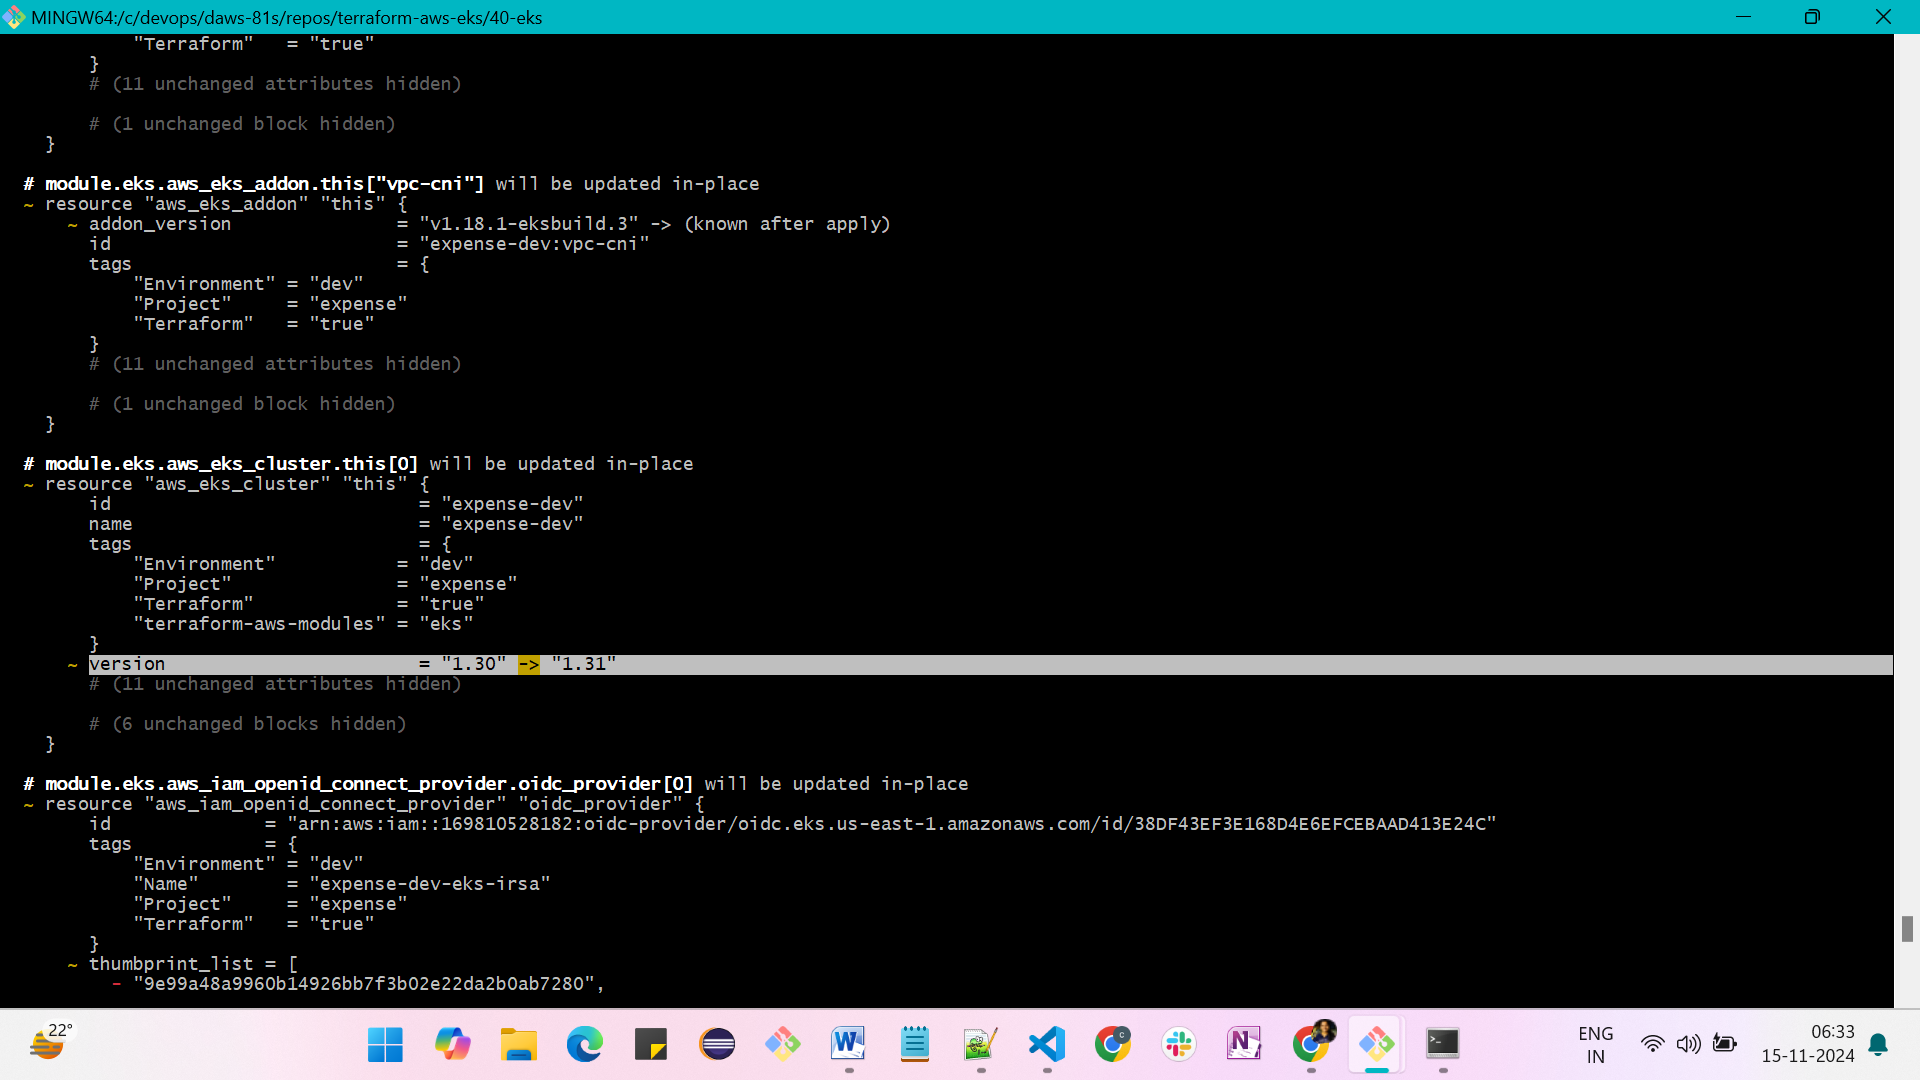 MINGW64:/c/devops/daws-81s/repos/terraform-aws-eks/40-eks
            "Terraform"   = "true"
        }
        # (11 unchanged attributes hidden)

        # (1 unchanged block hidden)
    }

  # module.eks.aws_eks_addon.this["vpc-cni"] will be updated in-place
  ~ resource "aws_eks_addon" "this" {
      ~ addon_version               = "v1.18.1-eksbuild.3" -> (known after apply)
        id                          = "expense-dev:vpc-cni"
        tags                        = {
            "Environment" = "dev"
            "Project"     = "expense"
            "Terraform"   = "true"
        }
        # (11 unchanged attributes hidden)

        # (1 unchanged block hidden)
    }

  # module.eks.aws_eks_cluster.this[0] will be updated in-place
  ~ resource "aws_eks_cluster" "this" {
        id                            = "expense-dev"
        name                          = "expense-dev"
        tags                          = {
            "Environment"           = "dev"
            "Project"               = "expense"
            "Terraform"             = "true"
            "terraform-aws-modules" = "eks"
        }
      ~ version                       = "1.30" -> "1.31"
        # (11 unchanged attributes hidden)

        # (6 unchanged blocks hidden)
    }

  # module.eks.aws_iam_openid_connect_provider.oidc_provider[0] will be updated in-place
  ~ resource "aws_iam_openid_connect_provider" "oidc_provider" {
        id              = "arn:aws:iam::169810528182:oidc-provider/oidc.eks.us-east-1.amazonaws.com/id/38DF43EF3E168D4E6EFCEBAAD413E24C"
        tags            = {
            "Environment" = "dev"
            "Name"        = "expense-dev-eks-irsa"
            "Project"     = "expense"
            "Terraform"   = "true"
        }
      ~ thumbprint_list = [
          - "9e99a48a9960b14926bb7f3b02e22da2b0ab7280",
22°
ENG
IN
06:33
15-11-2024